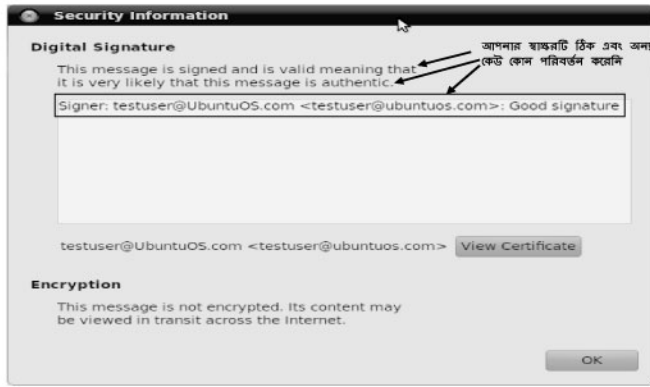 Security Information
Digital Signature
This message is signed and is valid meaning that
it is very likely that this message is authentic.
আপনার স্বাক্ষরটি ঠিক এবং অন্য
কেউ কোন পরিবর্তন করেনি
Signer: testuser@UbuntuOS.com <testuser@ubuntuos.com>: Good signature
testuser@UbuntuOS.com <testuser@ubuntuos.com>
View Certificate
Encryption
This message is not encrypted. Its content may
be viewed in transit across the Internet.
OK